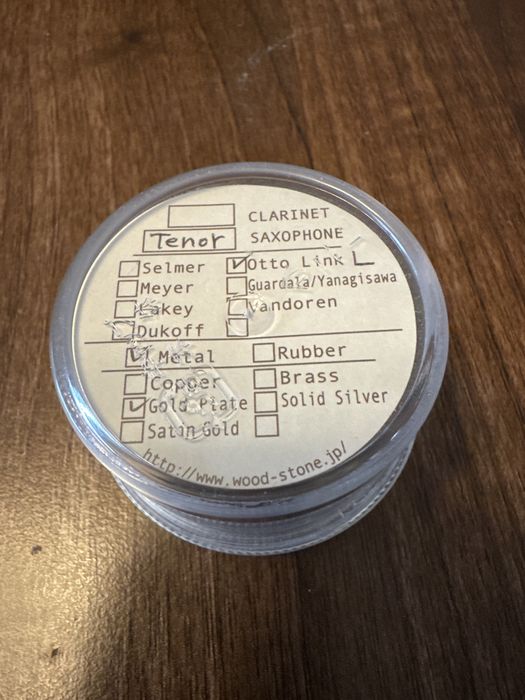 CLARINET
Tenor SAXOPHONE
Selmer Otto Link L
Meyer Guardala/Yanagisawa
Lakey Vandoren
Dukoff
Metal Rubber
Copper Brass
Gold Plate Solid Silver
Satin Gold
http://www.wood-stone.jp/